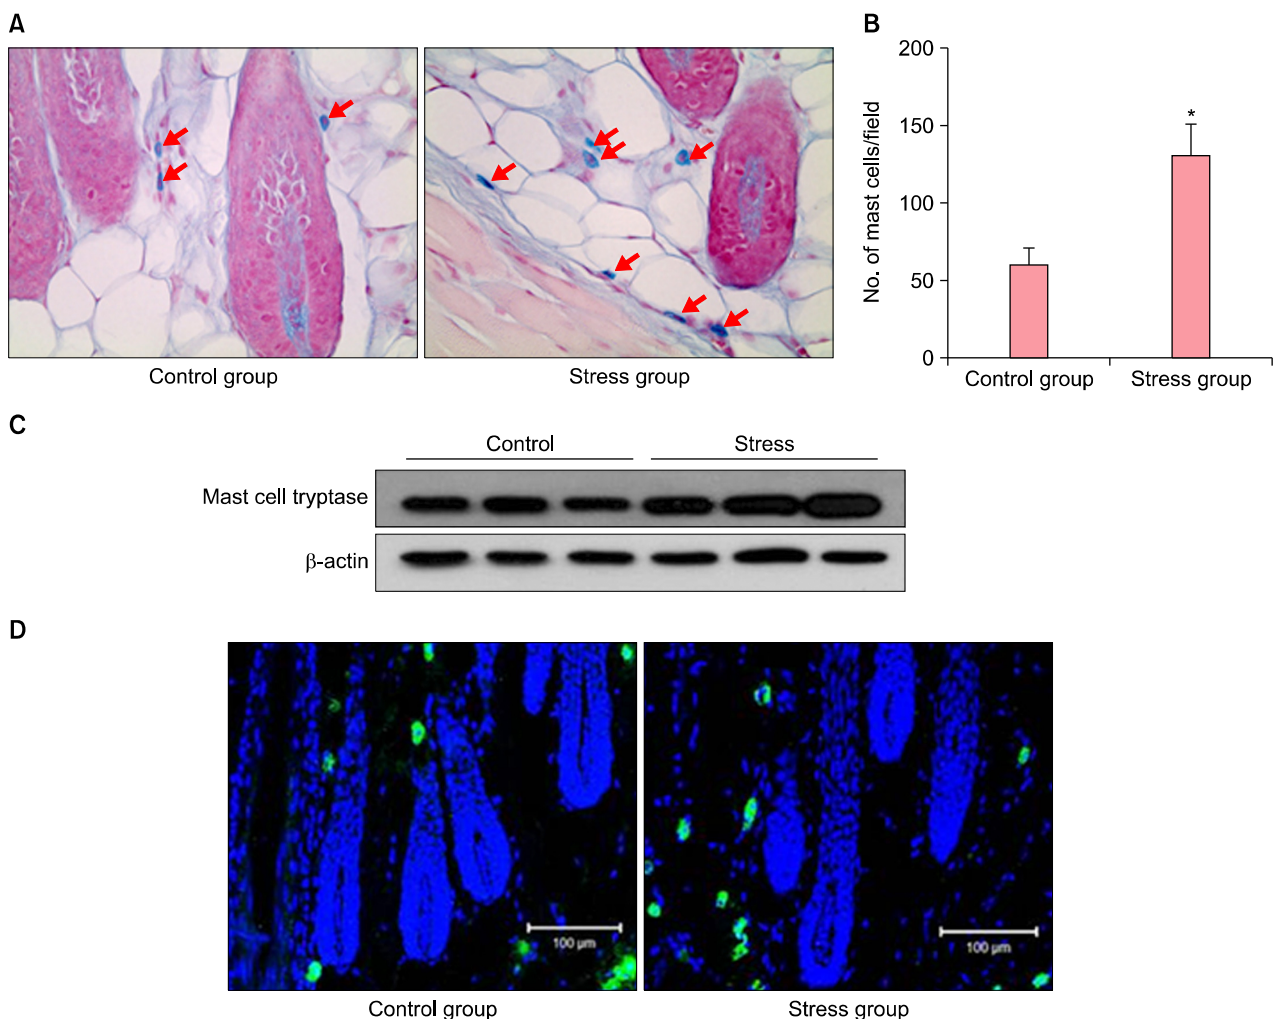 A
B
Control group
Stress group
No. of mast cells/field
200
150
100
50
0
*
Control group
Stress group
C
Control
Stress
Mast cell tryptase
β-actin
D
100 µm
100 µm
Control group
Stress group